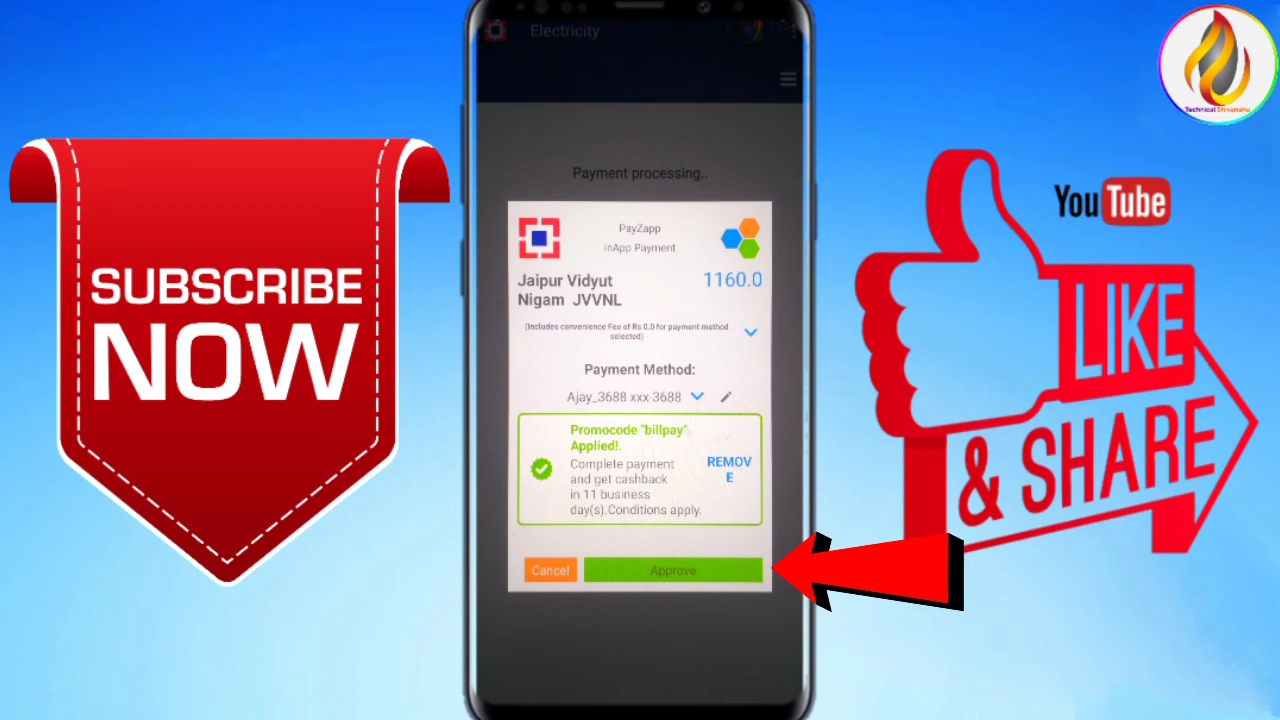 Electricity
Payment processing..
PayZapp
InApp Payment
Jaipur Vidyut
Nigam JVVNL
1160.0
(Includes convenience Fee of Rs 0.0 for payment method
selected)
Payment Method:
Ajay_3688 xxx-3688
Promocode "billpay"
Applied!.
Complete payment
and get cashback
in 11 business
day(s).Conditions apply.
REMOV
E
Cancel
Approve
SUBSCRIBE
NOW
Technical Shivanshu
YouTube
LIKE
& SHARE